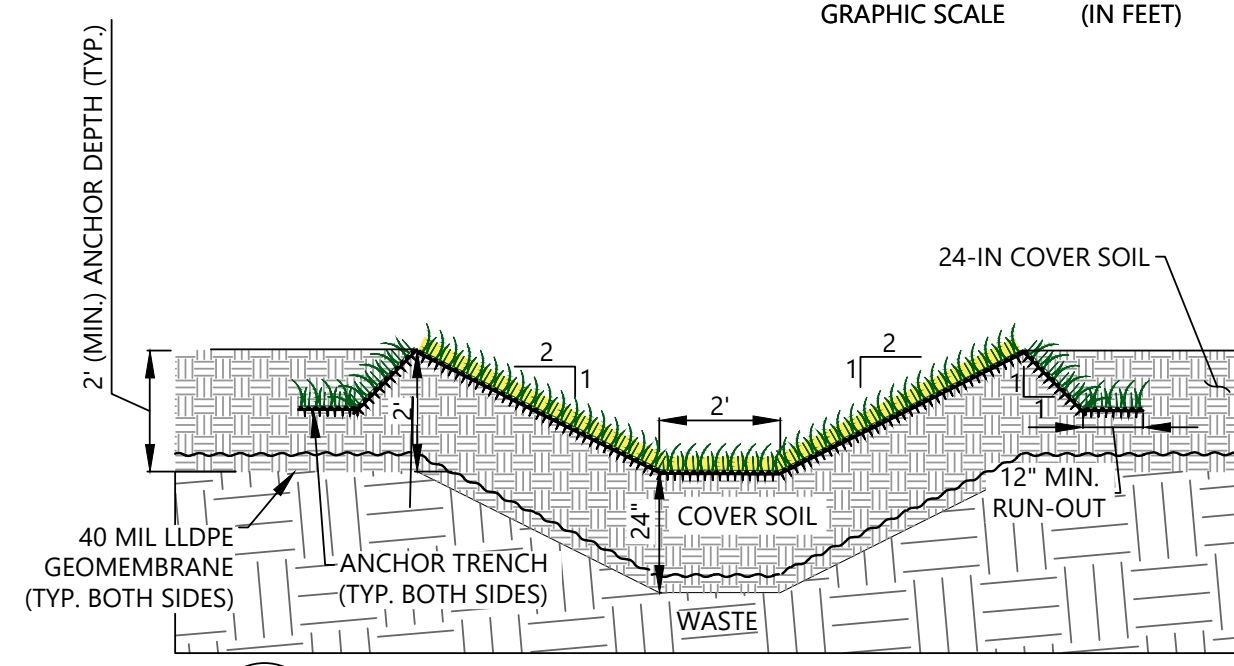 GRAPHIC SCALE (IN FEET)
2' (MIN.) ANCHOR DEPTH (TYP.)
24-IN COVER SOIL
2
1
2
1
2'
2'
1
1
12" MIN.
RUN-OUT
24"
COVER SOIL
40 MIL LLDPE
GEOMEMBRANE
(TYP. BOTH SIDES)
ANCHOR TRENCH
(TYP. BOTH SIDES)
WASTE